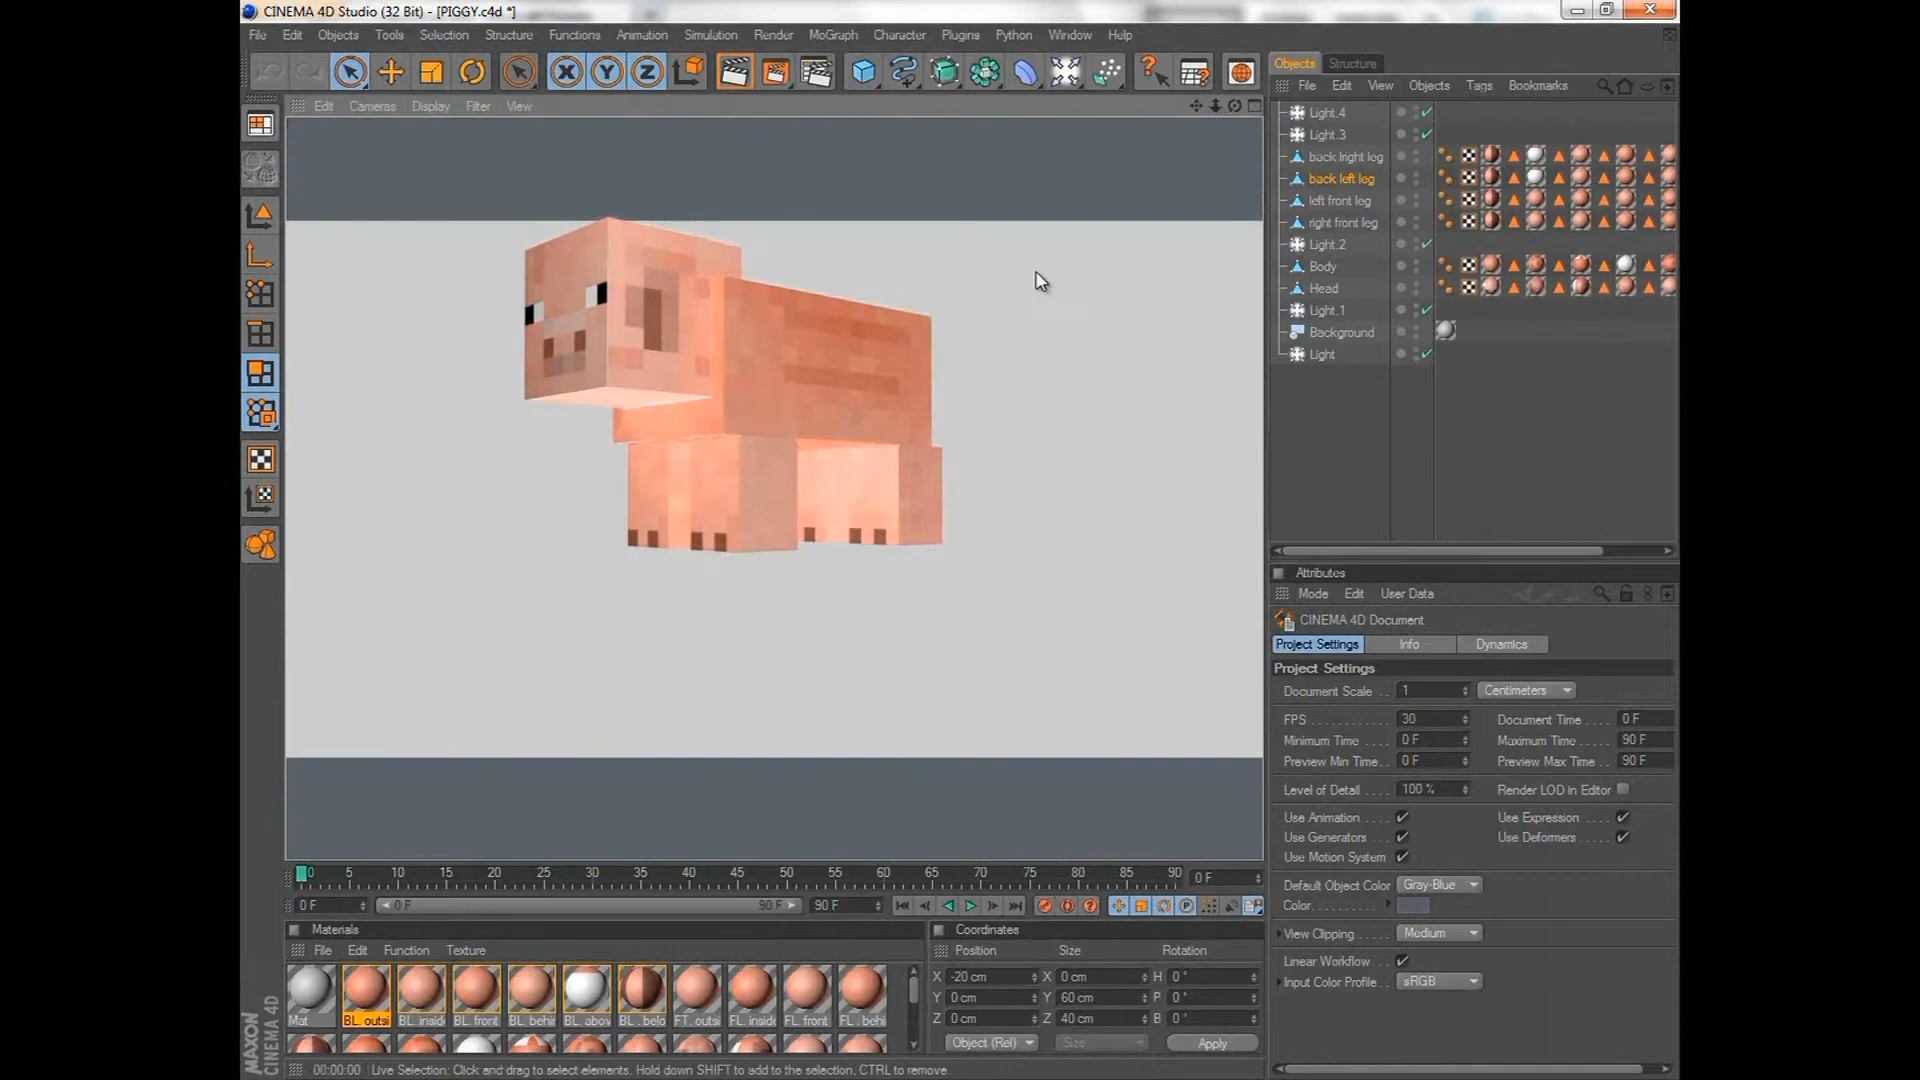 CINEMA 4D Studio (32 Bit) - [PIGGY.c4d *]
File Edit Objects Tools Selection Structure Functions Animation Simulation Render MoGraph Character Plugins Python Window Help
Objects Structure
File Edit View Objects Tags Bookmarks
Edit Cameras Display Filter View
Light.4
Light.3
back lright leg
back left leg
left front leg
right front leg
Light.2
Body
Head
Light.1
Background
Light
Attributes
Mode Edit User Data
CINEMA 4D Document
Project Settings Info Dynamics
Project Settings
Document Scale . . 1 Centimeters
FPS . . . . . . . . . . . 30 Document Time . . . . 0 F
Minimum Time . . . . 0 F Maximum Time . . . . . 90 F
Preview Min Time. . 0 F Preview Max Time . . 90 F
Level of Detail . . . . 100 % Render LOD in Editor
Use Animation . . . . Use Expression . . . .
Use Generators . . . Use Deformers. . . . .
Use Motion System
Default Object Color Gray-Blue
Color. . . . . . . . . .
View Clipping . . . . . Medium
Linear Workflow. . .
Input Color Profile . . sRGB
0 5 10 15 20 25 30 35 40 45 50 55 60 65 70 75 80 85 90 0 F
0 F 0 F 90 F 90 F
Materials
File Edit Function Texture
Mat BL. outsi BL. inside BL. front BL. behir BL. abov BL . belo FT. outsi FL. inside FL. front FL . behi
Coordinates
Position Size Rotation
X -20 cm X 0 cm H 0 °
Y 0 cm Y 60 cm P 0 °
Z 0 cm Z 40 cm B 0 °
Object (Rel) Size Apply
MAXON
CINEMA 4D
00:00:00 Live Selection: Click and drag to select elements. Hold down SHIFT to add to the selection, CTRL to remove.